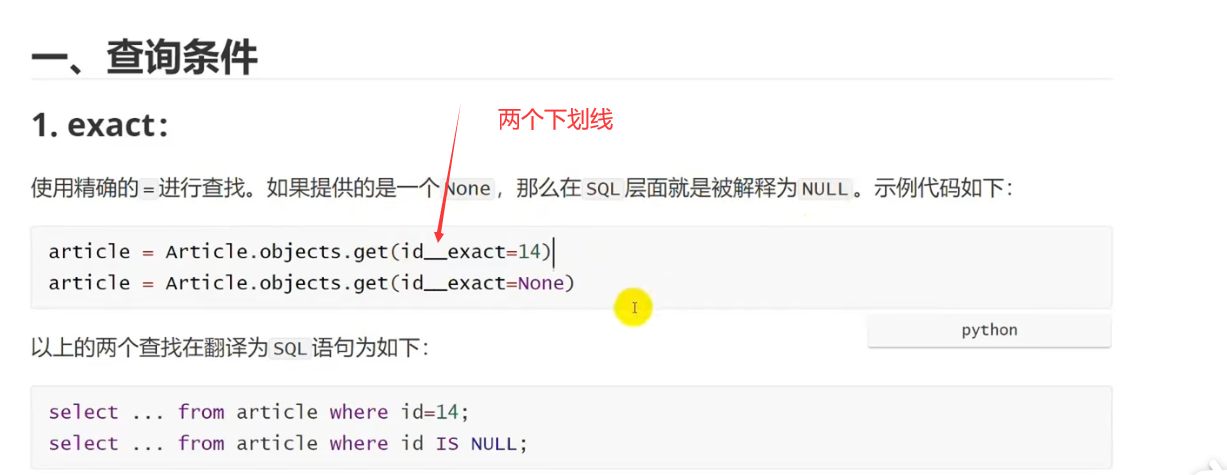 一、查询条件
1. exact：
两个下划线
使用精确的=进行查找。如果提供的是一个None，那么在SQL层面就是被解释为NULL。示例代码如下：
article = Article.objects.get(id__exact=14)
article = Article.objects.get(id__exact=None)
python
以上的两个查找在翻译为SQL语句为如下：
select ... from article where id=14;
select ... from article where id IS NULL;